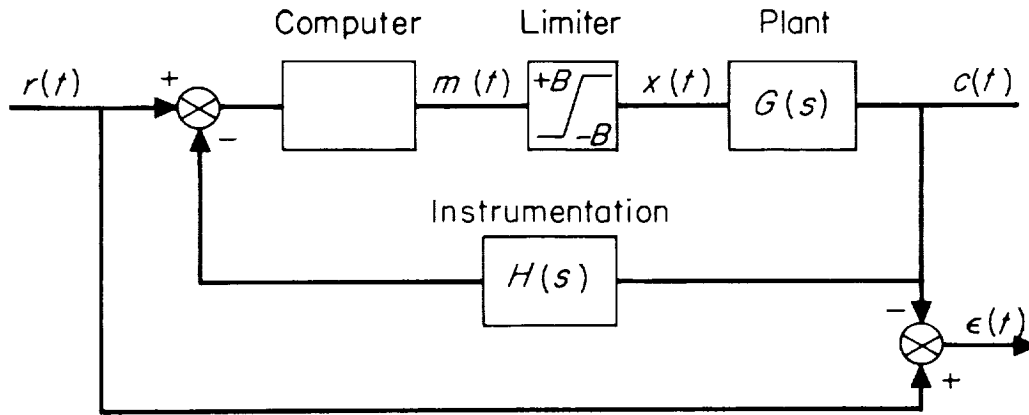 Computer Limiter Plant
r(t) + m(t) +B -B x(t) G(s) c(t)
-
Instrumentation
H(s)
-
ϵ(t)
+